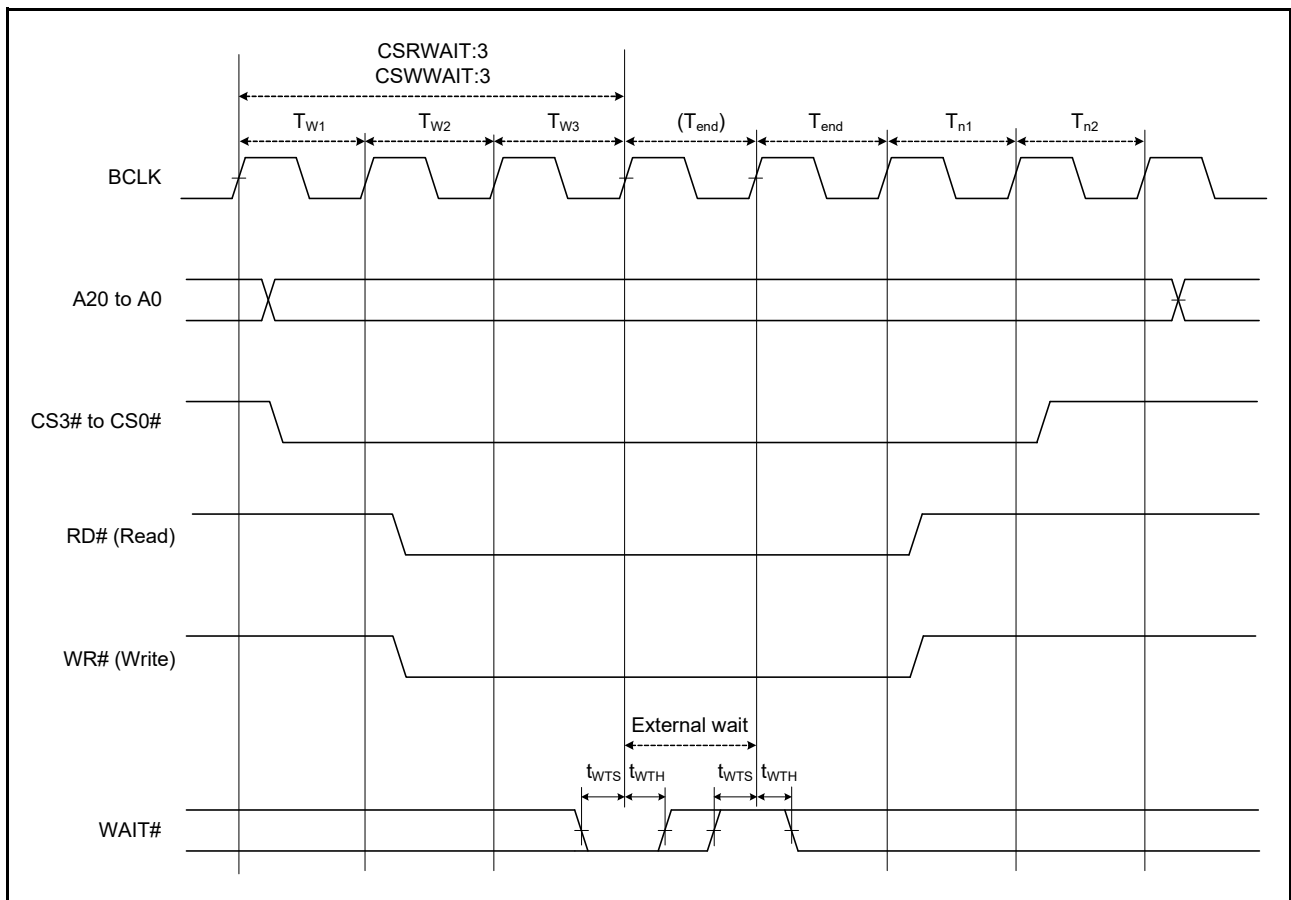 CSRWAIT:3
CSWWAIT:3
TW1 TW2 TW3 (Tend) Tend Tn1 Tn2
BCLK
A20 to A0
CS3# to CS0#
RD# (Read)
WR# (Write)
External wait
tWTS tWTH tWTS tWTH
WAIT#